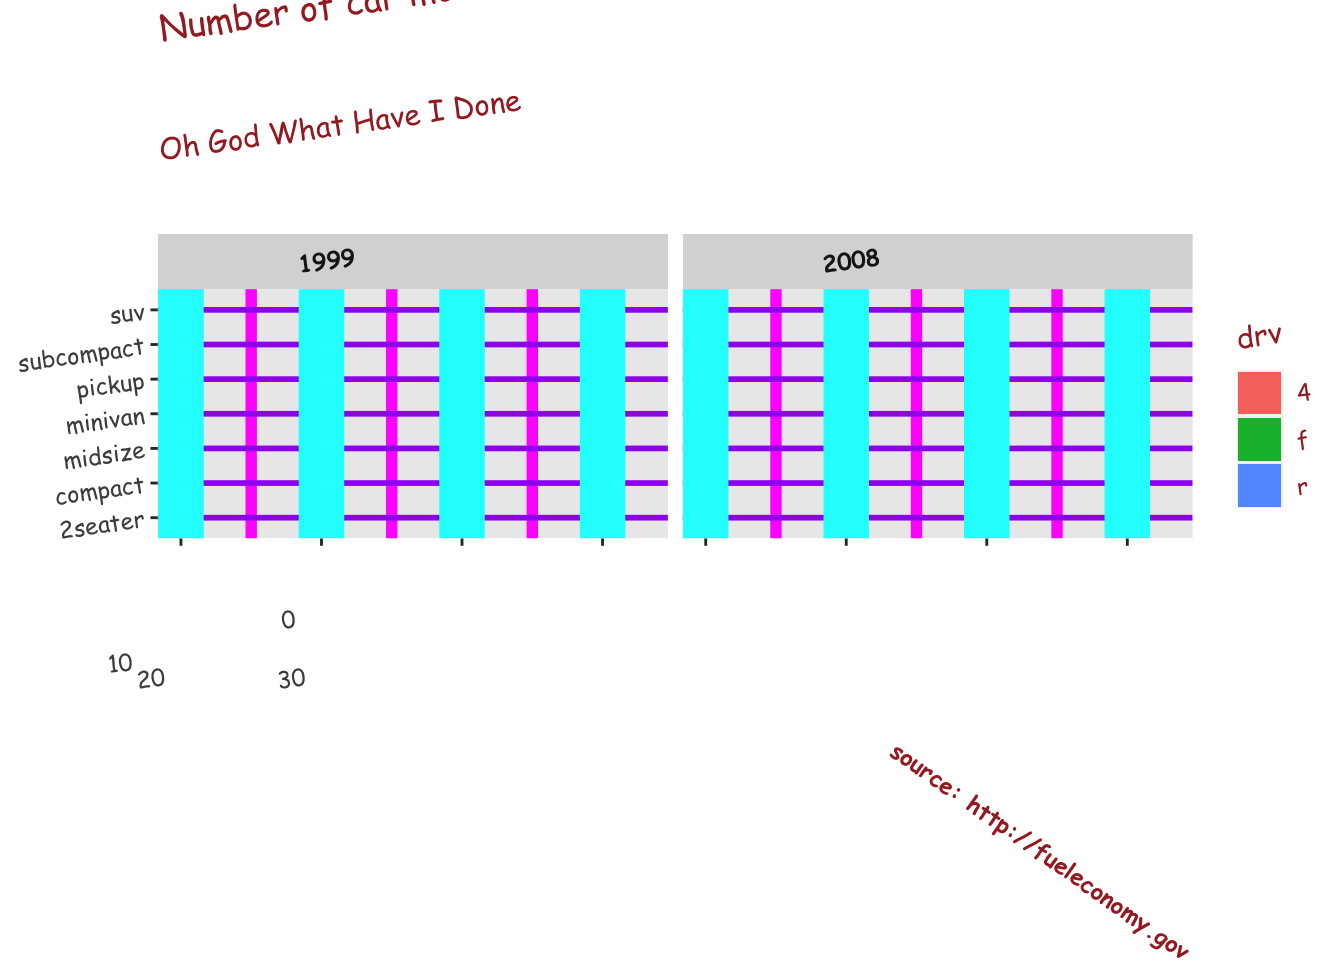 Number of car
Oh God What Have I Done
1999
2008
suv
subcompact
pickup
minivan
midsize
compact
2seater
0
10
20
30
drv
4
f
r
source: http://fueleconomy.gov